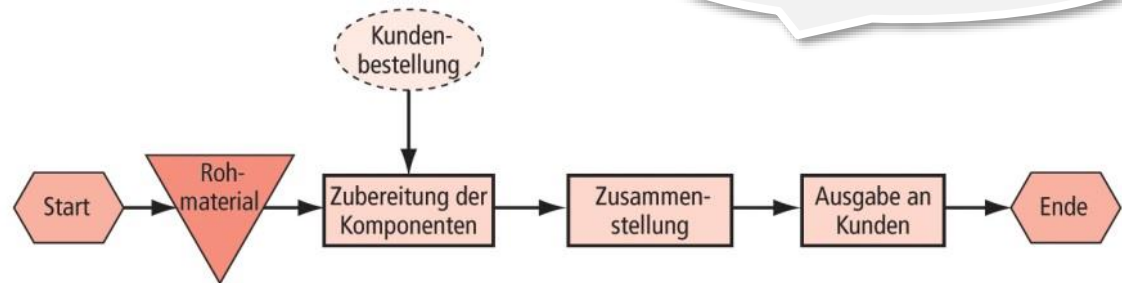 Kunden-
bestellung
Start
Roh-
material
Zubereitung der
Komponenten
Zusammen-
stellung
Ausgabe an
Kunden
Ende